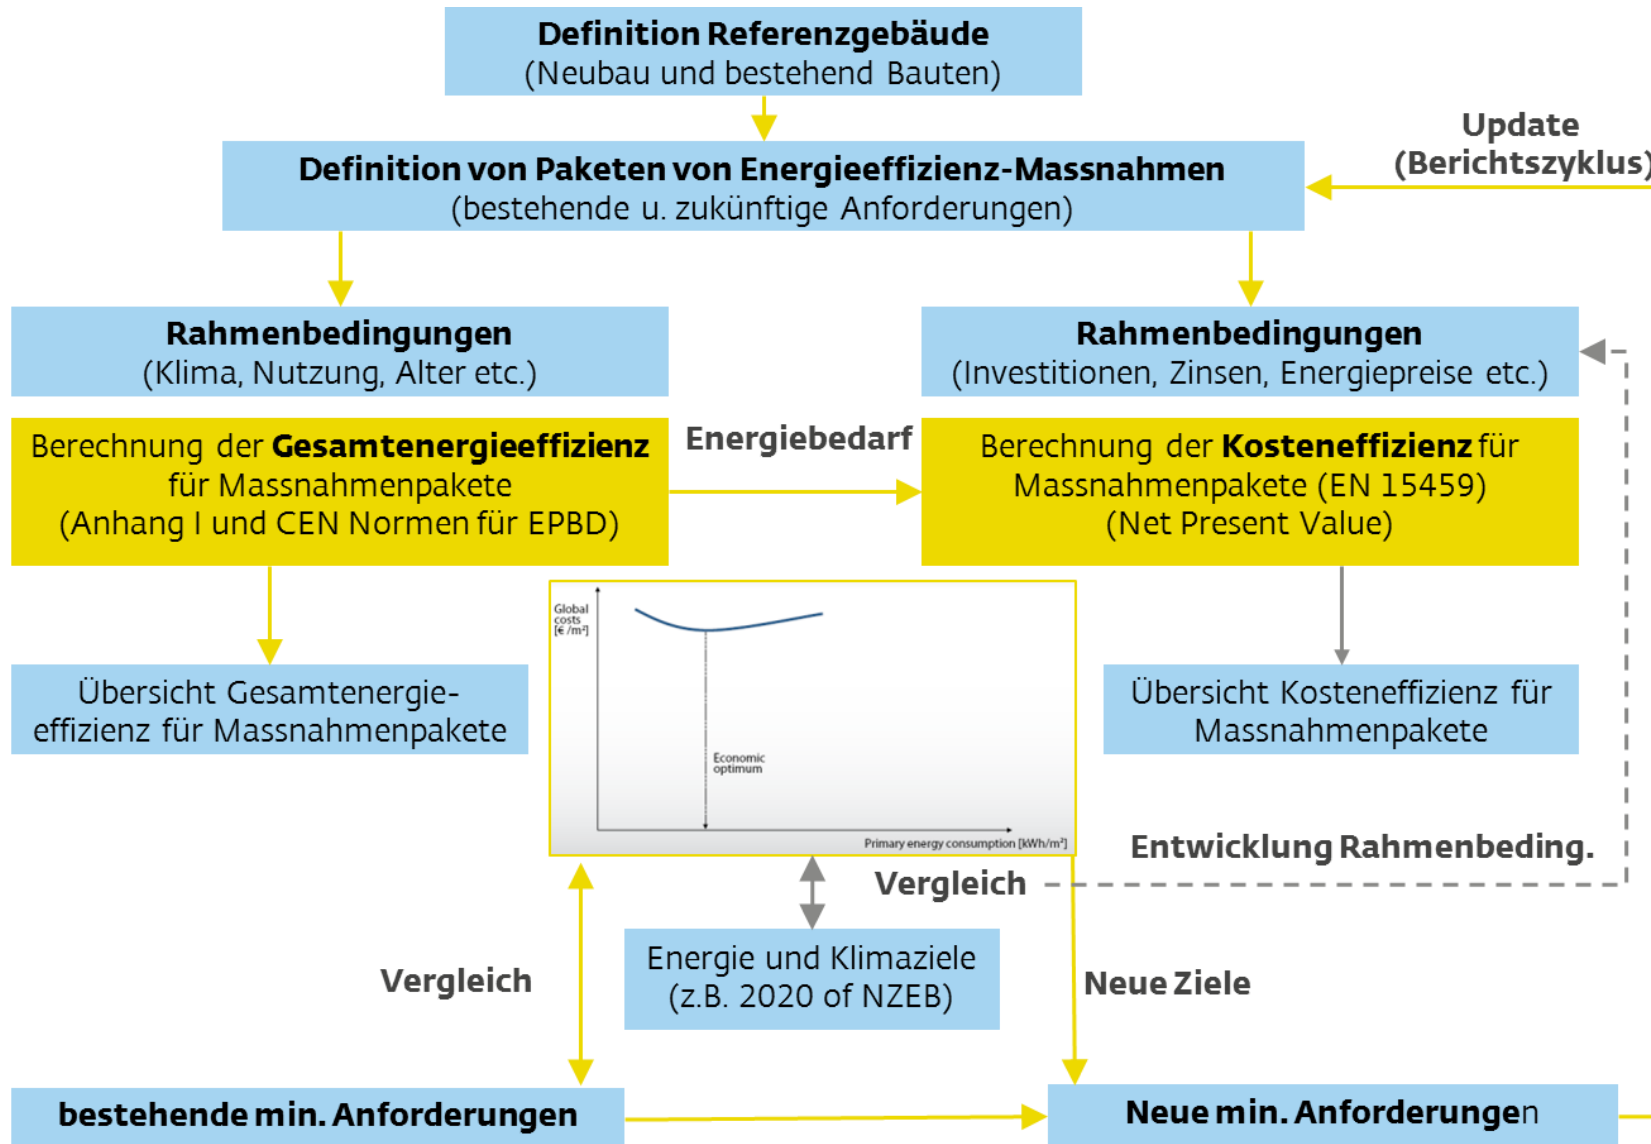 Definition Referenzgebäude
(Neubau und bestehend Bauten)
Update
(Berichtszyklus)
Definition von Paketen von Energieeffizienz-Massnahmen
(bestehende u. zukünftige Anforderungen)
Rahmenbedingungen
(Klima, Nutzung, Alter etc.)
Rahmenbedingungen
(Investitionen, Zinsen, Energiepreise etc.)
Berechnung der Gesamtenergieeffizienz
für Massnahmenpakete
(Anhang I und CEN Normen für EPBD)
Energiebedarf
Berechnung der Kosteneffizienz für
Massnahmenpakete (EN 15459)
(Net Present Value)
Global
costs
[€ /m²]
Economic
optimum
Primary energy consumption [kWh/m²]
Übersicht Gesamtenergie-
effizienz für Massnahmenpakete
Übersicht Kosteneffizienz für
Massnahmenpakete
Entwicklung Rahmenbeding.
Vergleich
Energie und Klimaziele
(z.B. 2020 of NZEB)
Vergleich
Neue Ziele
bestehende min. Anforderungen
Neue min. Anforderungen